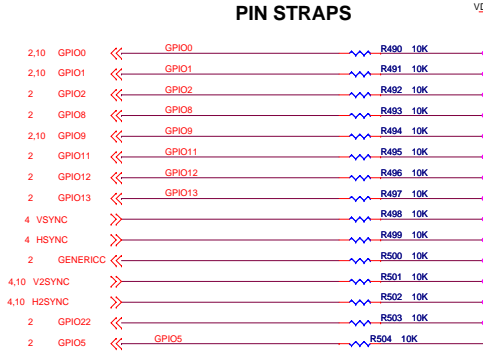 PIN STRAPS VD
2,10 GPIO0 GPIO0 R490 10K
2,10 GPIO1 GPIO1 R491 10K
2 GPIO2 GPIO2 R492 10K
2 GPIO8 GPIO8 R493 10K
2,10 GPIO9 GPIO9 R494 10K
2 GPIO11 GPIO11 R495 10K
2 GPIO12 GPIO12 R496 10K
2 GPIO13 GPIO13 R497 10K
4 VSYNC R498 10K
4 HSYNC R499 10K
2 GENERICC R500 10K
4,10 V2SYNC R501 10K
4,10 H2SYNC R502 10K
2 GPIO22 R503 10K
2 GPIO5 GPIO5 R504 10K